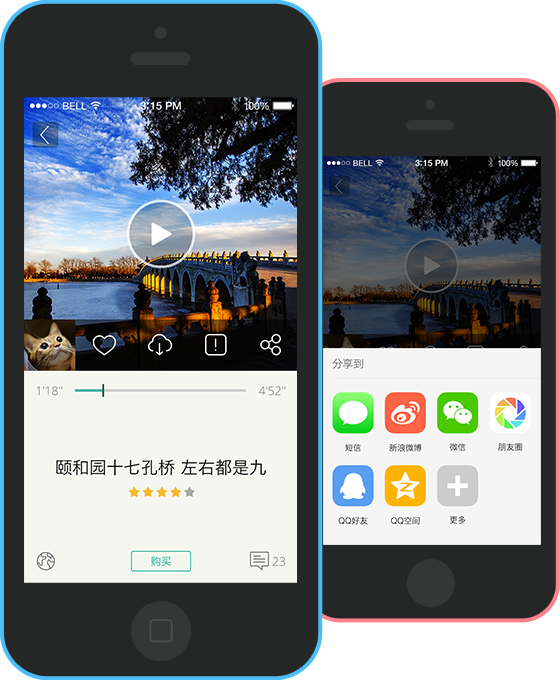 BELL 3:15 PM 100%
1'18" 4'52"
颐和园十七孔桥 左右都是九
购买 23
BELL 3:15 PM 100%
分享到
短信 新浪微博 微信 朋友圈
QQ好友 QQ空间 更多